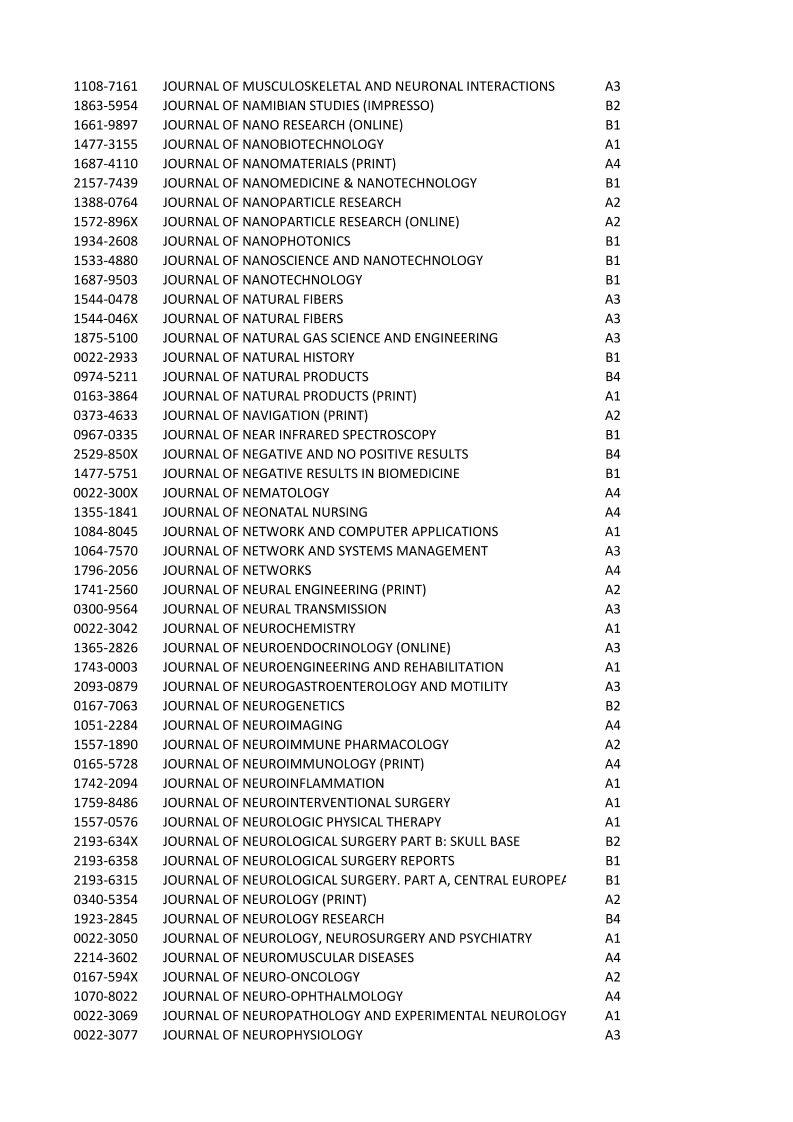 1108-7161 JOURNAL OF MUSCULOSKELETAL AND NEURONAL INTERACTIONS A3
1863-5954 JOURNAL OF NAMIBIAN STUDIES (IMPRESSO) B2
1661-9897 JOURNAL OF NANO RESEARCH (ONLINE) B1
1477-3155 JOURNAL OF NANOBIOTECHNOLOGY A1
1687-4110 JOURNAL OF NANOMATERIALS (PRINT) A4
2157-7439 JOURNAL OF NANOMEDICINE & NANOTECHNOLOGY B1
1388-0764 JOURNAL OF NANOPARTICLE RESEARCH A2
1572-896X JOURNAL OF NANOPARTICLE RESEARCH (ONLINE) A2
1934-2608 JOURNAL OF NANOPHOTONICS B1
1533-4880 JOURNAL OF NANOSCIENCE AND NANOTECHNOLOGY B1
1687-9503 JOURNAL OF NANOTECHNOLOGY B1
1544-0478 JOURNAL OF NATURAL FIBERS A3
1544-046X JOURNAL OF NATURAL FIBERS A3
1875-5100 JOURNAL OF NATURAL GAS SCIENCE AND ENGINEERING A3
0022-2933 JOURNAL OF NATURAL HISTORY B1
0974-5211 JOURNAL OF NATURAL PRODUCTS B4
0163-3864 JOURNAL OF NATURAL PRODUCTS (PRINT) A1
0373-4633 JOURNAL OF NAVIGATION (PRINT) A2
0967-0335 JOURNAL OF NEAR INFRARED SPECTROSCOPY B1
2529-850X JOURNAL OF NEGATIVE AND NO POSITIVE RESULTS B4
1477-5751 JOURNAL OF NEGATIVE RESULTS IN BIOMEDICINE B1
0022-300X JOURNAL OF NEMATOLOGY A4
1355-1841 JOURNAL OF NEONATAL NURSING A4
1084-8045 JOURNAL OF NETWORK AND COMPUTER APPLICATIONS A1
1064-7570 JOURNAL OF NETWORK AND SYSTEMS MANAGEMENT A3
1796-2056 JOURNAL OF NETWORKS A4
1741-2560 JOURNAL OF NEURAL ENGINEERING (PRINT) A2
0300-9564 JOURNAL OF NEURAL TRANSMISSION A3
0022-3042 JOURNAL OF NEUROCHEMISTRY A1
1365-2826 JOURNAL OF NEUROENDOCRINOLOGY (ONLINE) A3
1743-0003 JOURNAL OF NEUROENGINEERING AND REHABILITATION A1
2093-0879 JOURNAL OF NEUROGASTROENTEROLOGY AND MOTILITY A3
0167-7063 JOURNAL OF NEUROGENETICS B2
1051-2284 JOURNAL OF NEUROIMAGING A4
1557-1890 JOURNAL OF NEUROIMMUNE PHARMACOLOGY A2
0165-5728 JOURNAL OF NEUROIMMUNOLOGY (PRINT) A4
1742-2094 JOURNAL OF NEUROINFLAMMATION A1
1759-8486 JOURNAL OF NEUROINTERVENTIONAL SURGERY A1
1557-0576 JOURNAL OF NEUROLOGIC PHYSICAL THERAPY A1
2193-634X JOURNAL OF NEUROLOGICAL SURGERY PART B: SKULL BASE B2
2193-6358 JOURNAL OF NEUROLOGICAL SURGERY REPORTS B1
2193-6315 JOURNAL OF NEUROLOGICAL SURGERY. PART A, CENTRAL EUROPEA B1
0340-5354 JOURNAL OF NEUROLOGY (PRINT) A2
1923-2845 JOURNAL OF NEUROLOGY RESEARCH B4
0022-3050 JOURNAL OF NEUROLOGY, NEUROSURGERY AND PSYCHIATRY A1
2214-3602 JOURNAL OF NEUROMUSCULAR DISEASES A4
0167-594X JOURNAL OF NEURO-ONCOLOGY A2
1070-8022 JOURNAL OF NEURO-OPHTHALMOLOGY A4
0022-3069 JOURNAL OF NEUROPATHOLOGY AND EXPERIMENTAL NEUROLOGY A1
0022-3077 JOURNAL OF NEUROPHYSIOLOGY A3